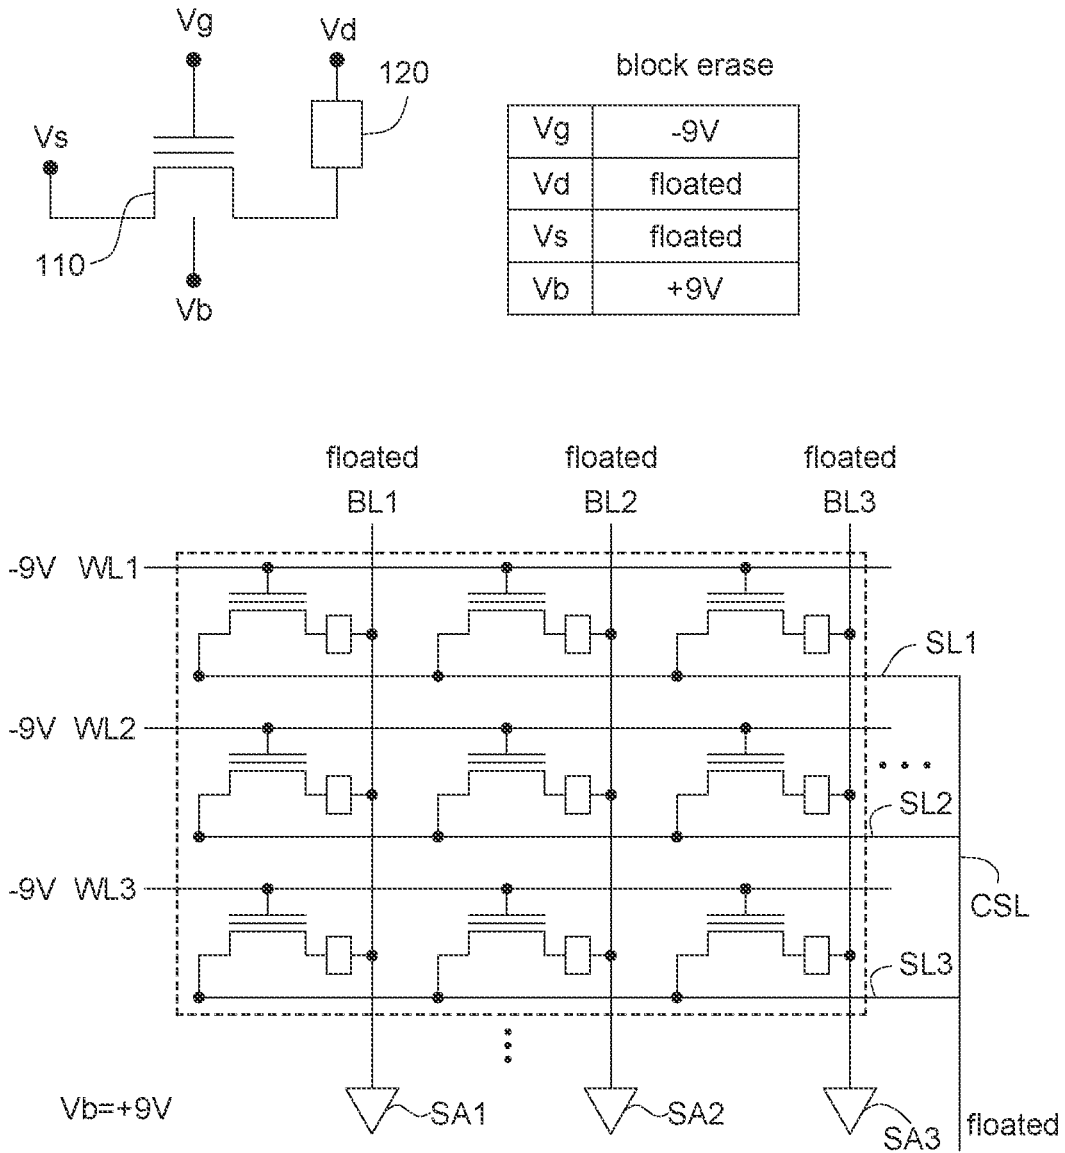 Vg
Vd
120
Vs
110
Vb
block erase
Vg -9V
Vd floated
Vs floated
Vb +9V
floated floated floated
BL1 BL2 BL3
-9V WL1
SL1
-9V WL2
SL2
-9V WL3
CSL
SL3
Vb=+9V
SA1 SA2 SA3
floated